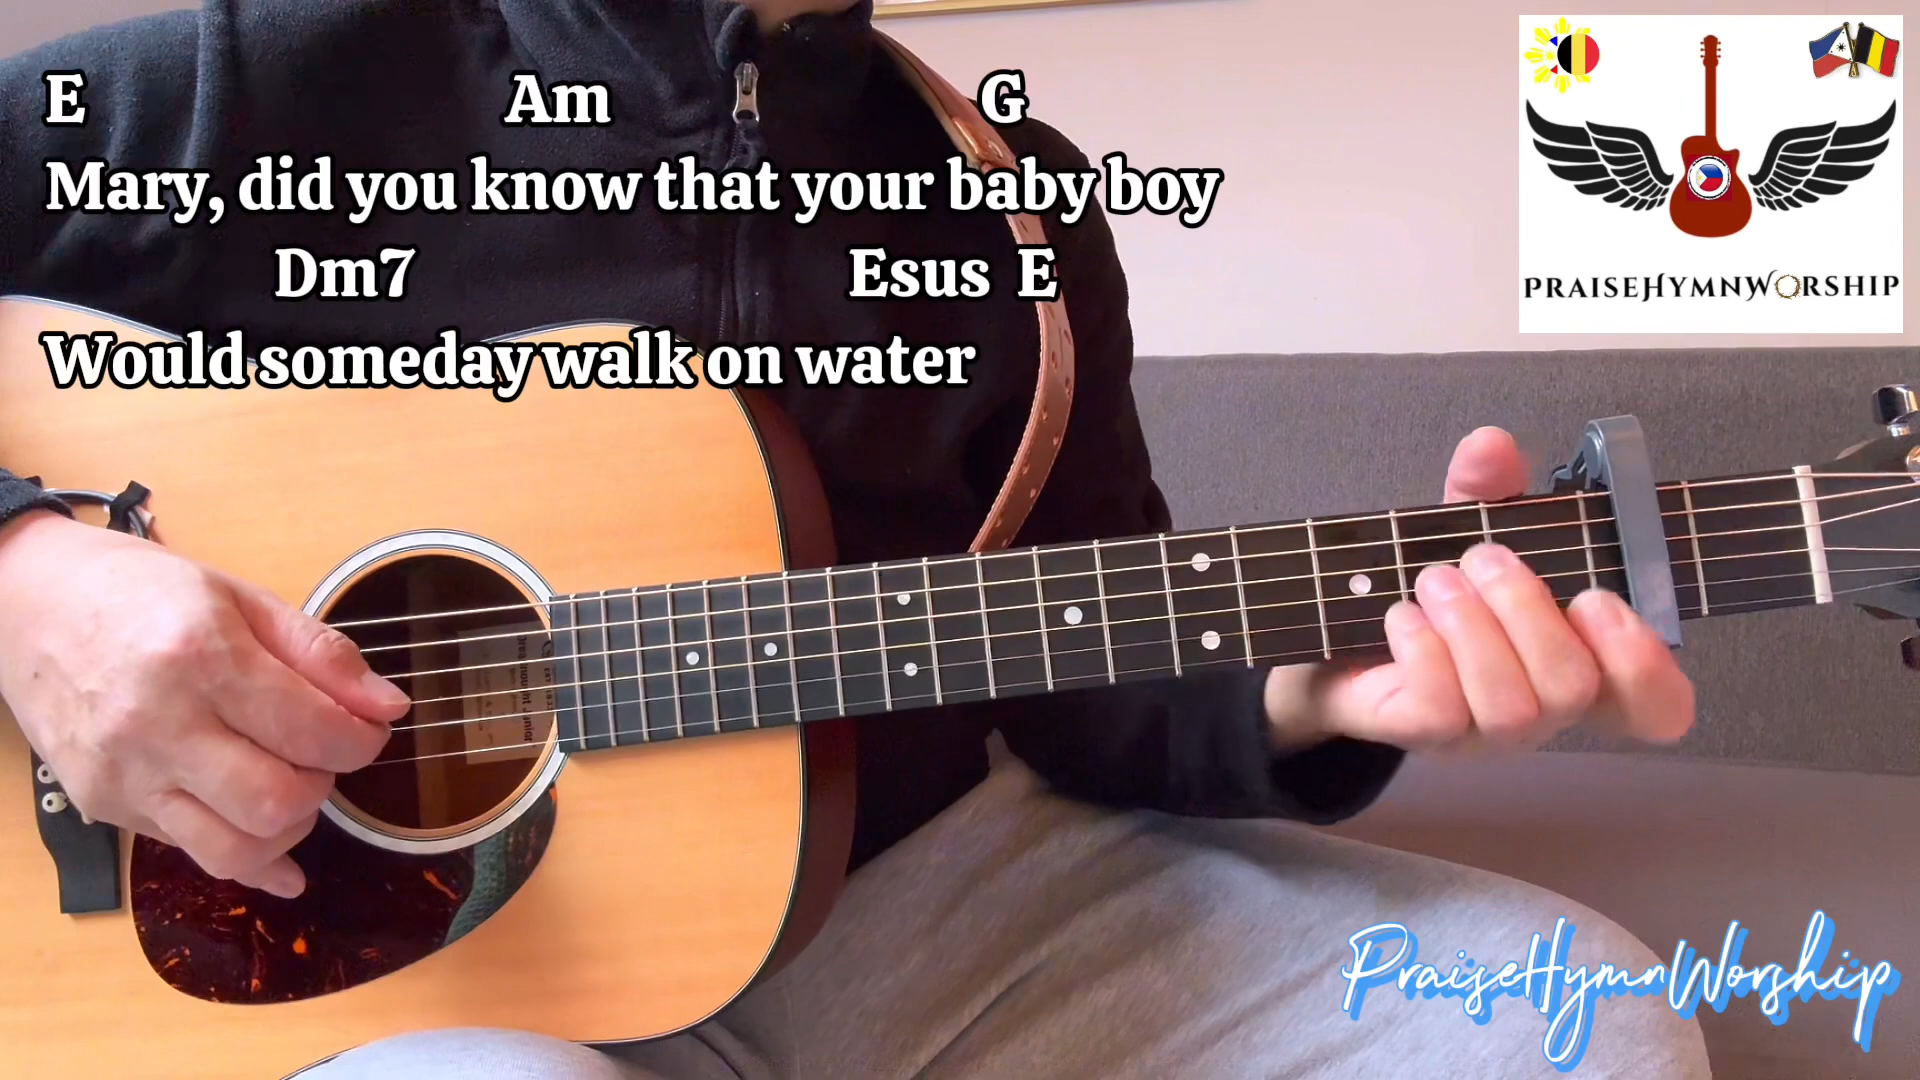 E Am G
Mary, did you know that your baby boy
Dm7 Esus E
Would someday walk on water
PRAISEHYMNWORSHIP
PraiseHymnWorship